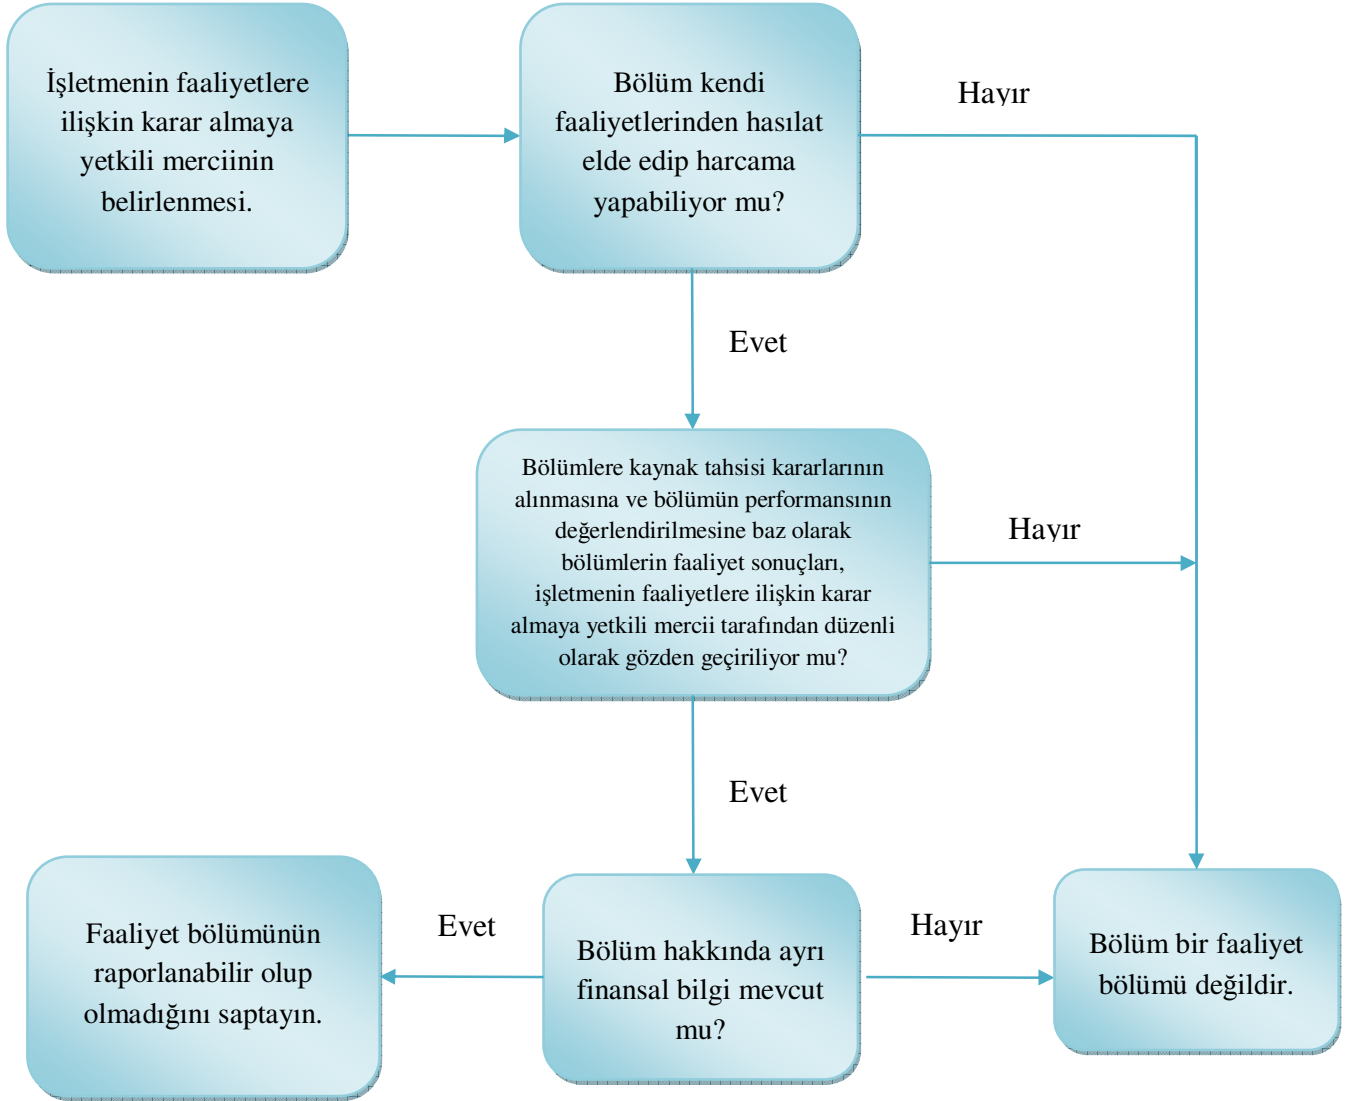 İşletmenin faaliyetlere
ilişkin karar almaya
yetkili merciinin
belirlenmesi.
Bölüm kendi
faaliyetlerinden hasılat
elde edip harcama
yapabiliyor mu?
Hayır
Evet
Bölümlere kaynak tahsisi kararlarının
alınmasına ve bölümün performansının
değerlendirilmesine baz olarak
bölümlerin faaliyet sonuçları,
işletmenin faaliyetlere ilişkin karar
almaya yetkili mercii tarafından düzenli
olarak gözden geçiriliyor mu?
Hayır
Evet
Faaliyet bölümünün
raporlanabilir olup
olmadığını saptayın.
Evet
Bölüm hakkında ayrı
finansal bilgi mevcut
mu?
Hayır
Bölüm bir faaliyet
bölümü değildir.